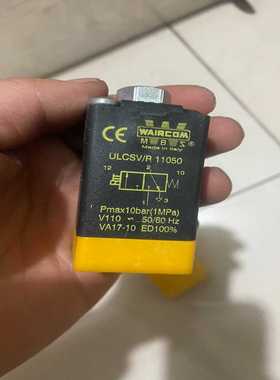 WAIRCOM
M B S
Made in Italy
CE
ULCSV/R 11050
12 2 10
1 3
Pmax10bar(1MPa)
V110 ~ 50/60 Hz
VA17-10 ED100%